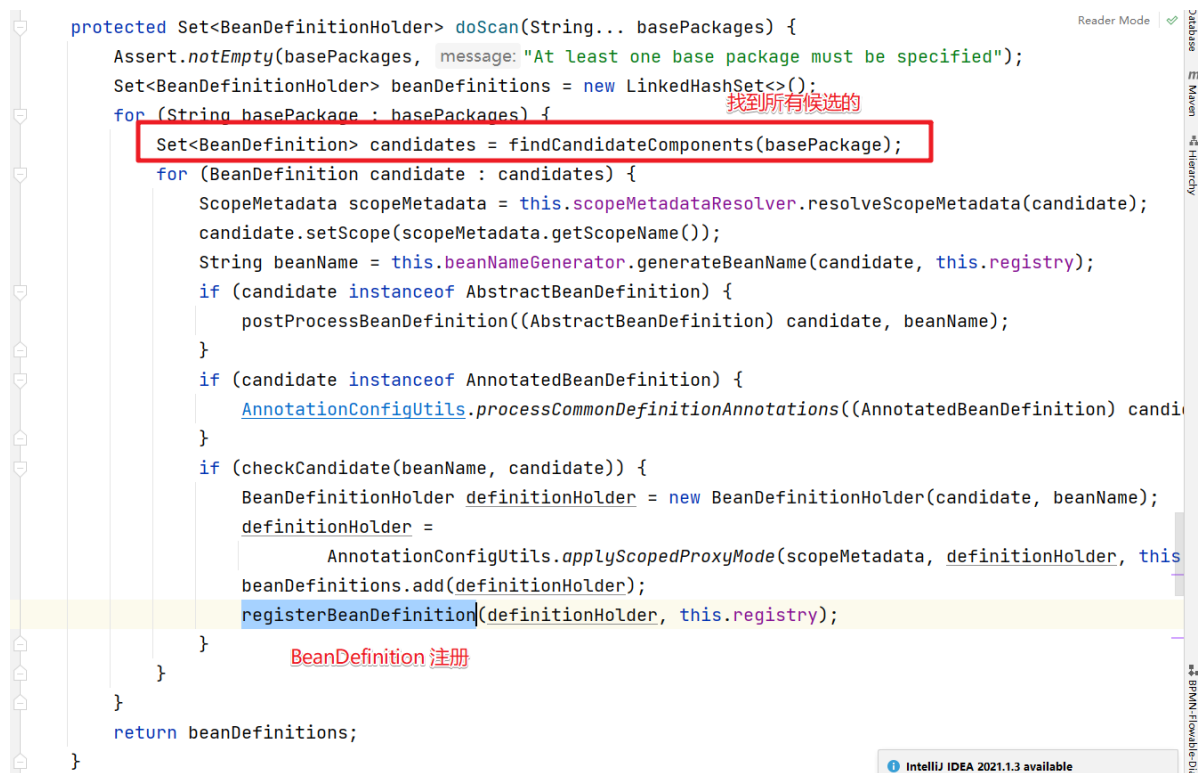 protected Set<BeanDefinitionHolder> doScan(String... basePackages) {
Reader Mode
Assert.notEmpty(basePackages, message: "At least one base package must be specified");
Set<BeanDefinitionHolder> beanDefinitions = new LinkedHashSet<>();
找到所有候选的
for (String basePackage : basePackages) {
Set<BeanDefinition> candidates = findCandidateComponents(basePackage);
for (BeanDefinition candidate : candidates) {
ScopeMetadata scopeMetadata = this.scopeMetadataResolver.resolveScopeMetadata(candidate);
candidate.setScope(scopeMetadata.getScopeName());
String beanName = this.beanNameGenerator.generateBeanName(candidate, this.registry);
if (candidate instanceof AbstractBeanDefinition) {
postProcessBeanDefinition((AbstractBeanDefinition) candidate, beanName);
}
if (candidate instanceof AnnotatedBeanDefinition) {
AnnotationConfigUtils.processCommonDefinitionAnnotations((AnnotatedBeanDefinition) candi
}
if (checkCandidate(beanName, candidate)) {
BeanDefinitionHolder definitionHolder = new BeanDefinitionHolder(candidate, beanName);
definitionHolder =
AnnotationConfigUtils.applyScopedProxyMode(scopeMetadata, definitionHolder, this
beanDefinitions.add(definitionHolder);
registerBeanDefinition(definitionHolder, this.registry);
}
BeanDefinition 注册
}
}
return beanDefinitions;
}
Database
Maven
Hierarchy
BPMN-Flowable-Di
IntelliJ IDEA 2021.1.3 available